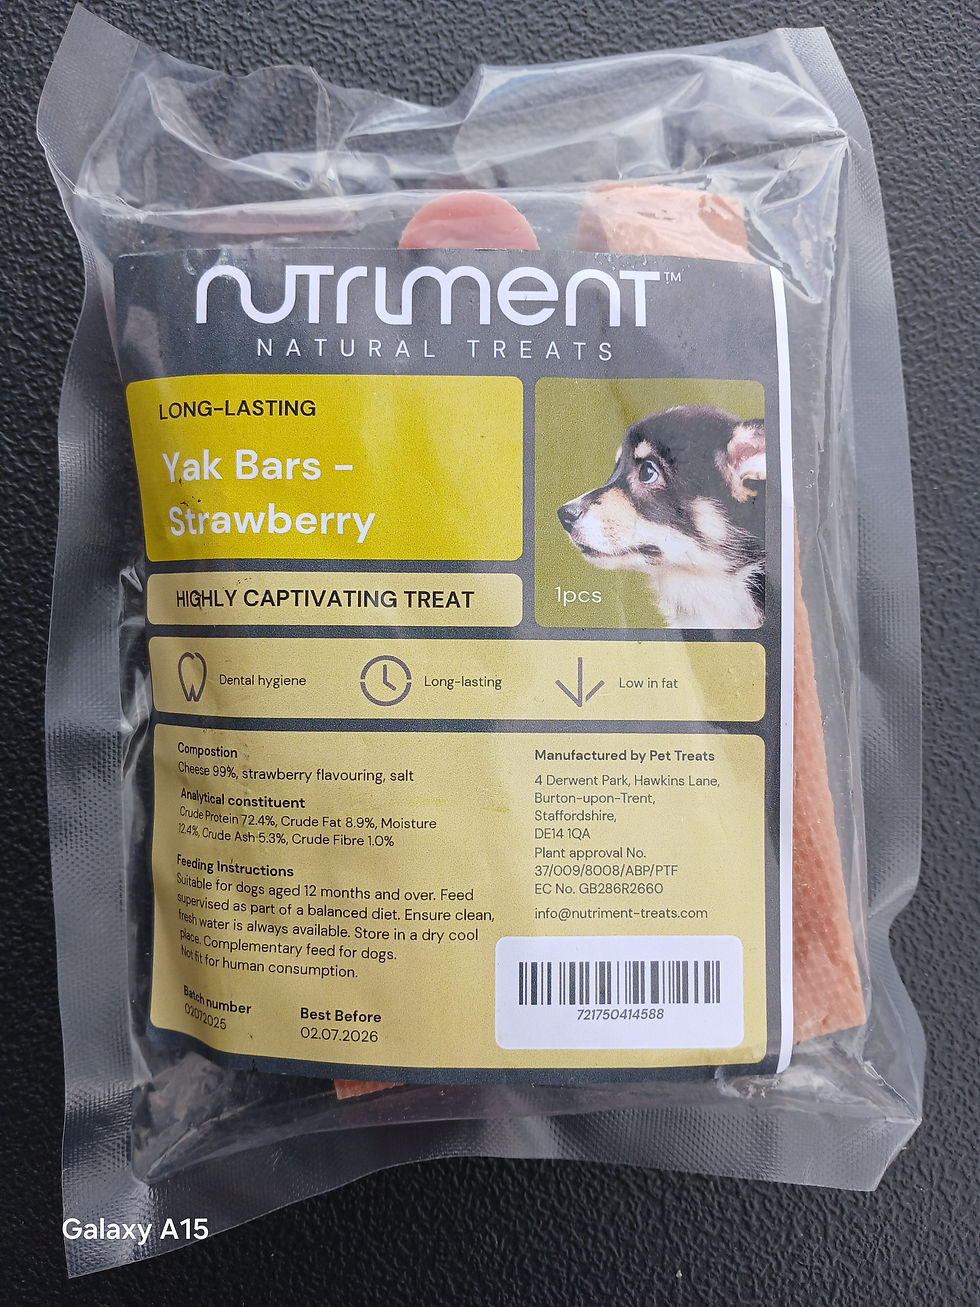 nutriment™
NATURAL TREATS
LONG-LASTING
Yak Bars -
Strawberry
HIGHLY CAPTIVATING TREAT
1pcs
Dental hygiene
Long-lasting
Low in fat
Compostion
Cheese 99%, strawberry flavouring, salt
Analytical constituent
Crude Protein 72.4%, Crude Fat 8.9%, Moisture
12.4%, Crude Ash 5.3%, Crude Fibre 1.0%
Feeding Instructions
Suitable for dogs aged 12 months and over. Feed
supervised as part of a balanced diet. Ensure clean,
fresh water is always available. Store in a dry cool
place. Complementary feed for dogs.
Not fit for human consumption.
Batch number
02072025
Best Before
02.07.2026
Manufactured by Pet Treats
4 Derwent Park, Hawkins Lane,
Burton-upon-Trent,
Staffordshire,
DE14 1QA
Plant approval No.
37/009/8008/ABP/PTF
EC No. GB286R2660
info@nutriment-treats.com
721750414588
Galaxy A15